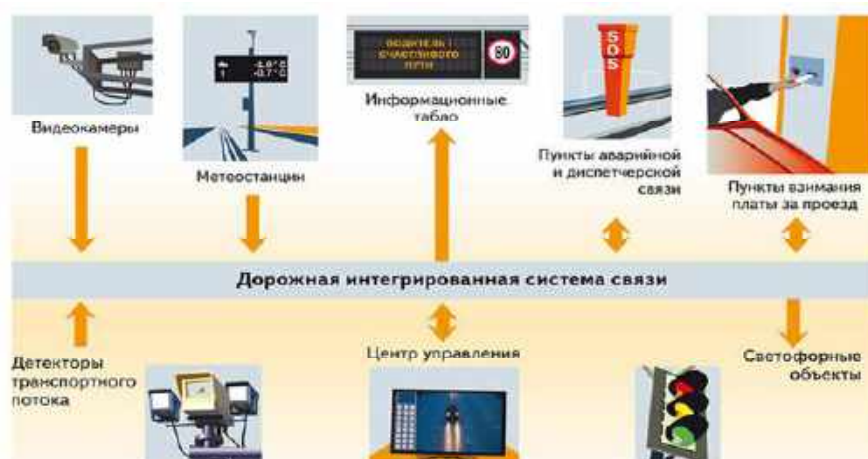 ВОДИТЕЛЬ!
СЧАСТЛИВОГО
ПУТИ
80
SOS
Видеокамеры
Метеостанции
Информационные
табло
Пункты аварийной
и диспетчерской
связи
Пункты взимания
платы за проезд
Дорожная интегрированная система связи
Детекторы
транспортного
потока
Центр управления
Светофорные
объекты